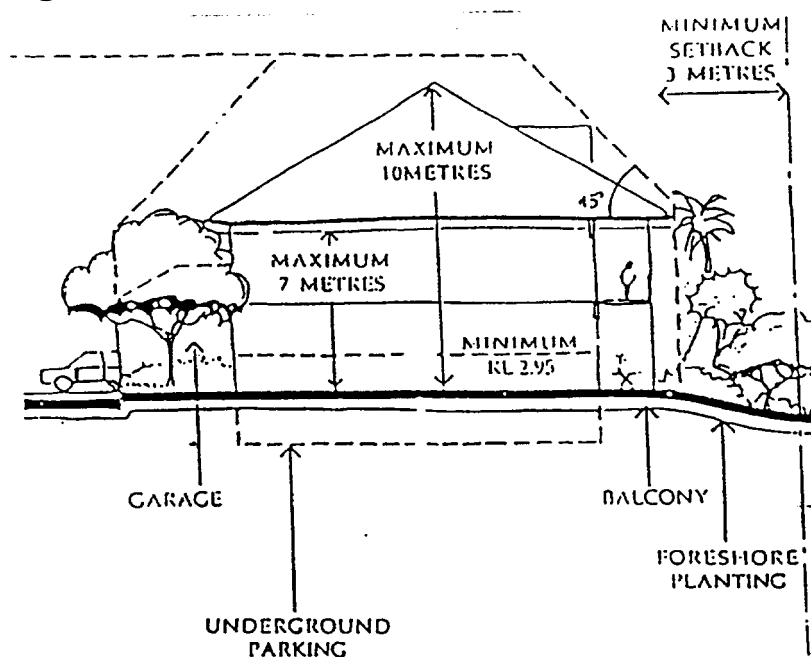 MINIMUM
SETBACK
3 METRES
MAXIMUM
10METRES
45°
MAXIMUM
7 METRES
MINIMUM
RL 2.95
GARAGE
BALCONY
FORESHORE
PLANTING
UNDERGROUND
PARKING